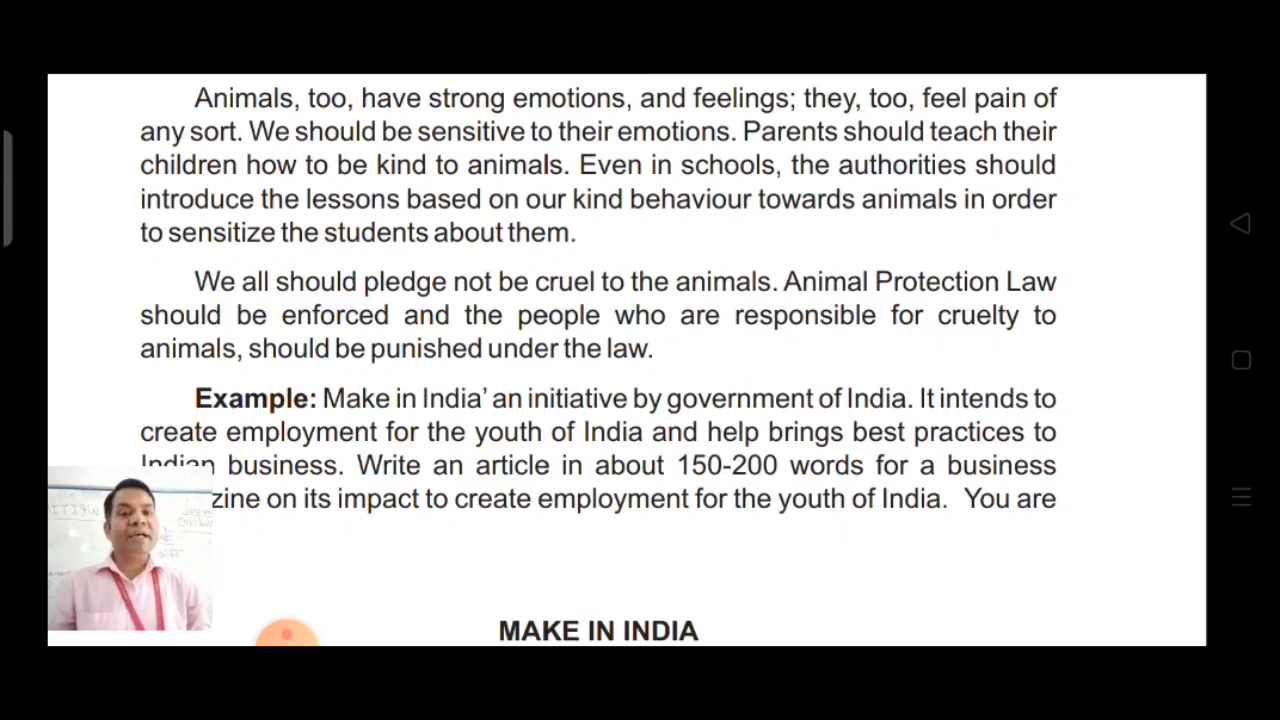 Animals, too, have strong emotions, and feelings; they, too, feel pain of
any sort. We should be sensitive to their emotions. Parents should teach their
children how to be kind to animals. Even in schools, the authorities should
introduce the lessons based on our kind behaviour towards animals in order
to sensitize the students about them.
We all should pledge not be cruel to the animals. Animal Protection Law
should be enforced and the people who are responsible for cruelty to
animals, should be punished under the law.
Example: Make in India’ an initiative by government of India. It intends to
create employment for the youth of India and help brings best practices to
Indian business. Write an article in about 150-200 words for a business
zine on its impact to create employment for the youth of India. You are
MAKE IN INDIA